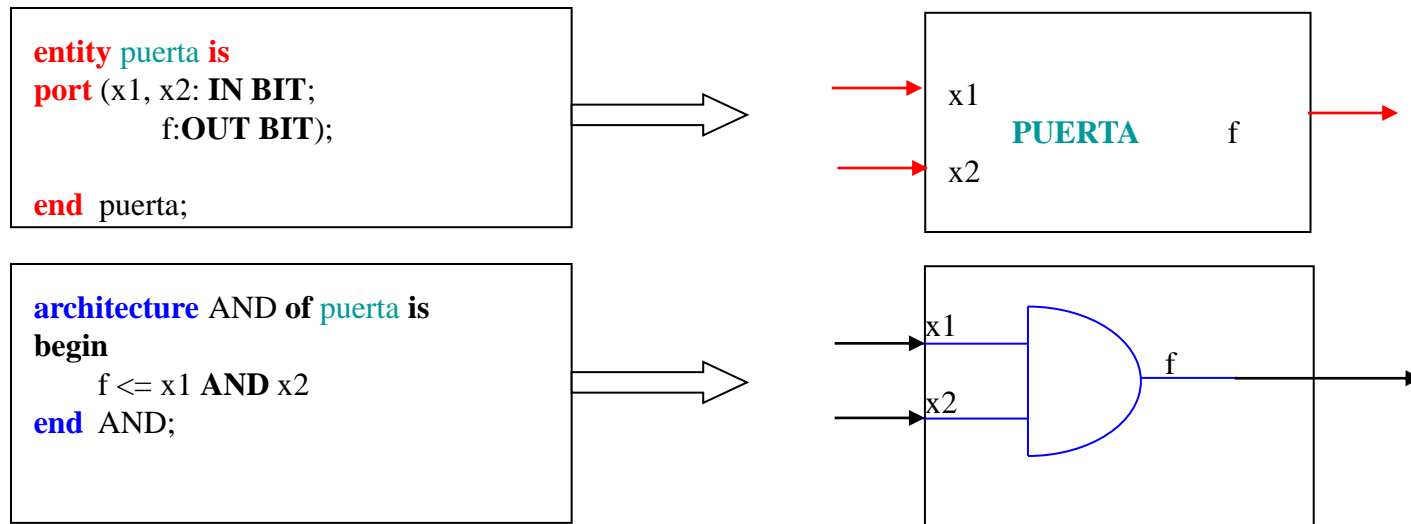 entity puerta is
port (x1, x2: IN BIT;
f:OUT BIT);
end puerta;
x1
PUERTA f
x2
architecture AND of puerta is
begin
f <= x1 AND x2
end AND;
x1
f
x2